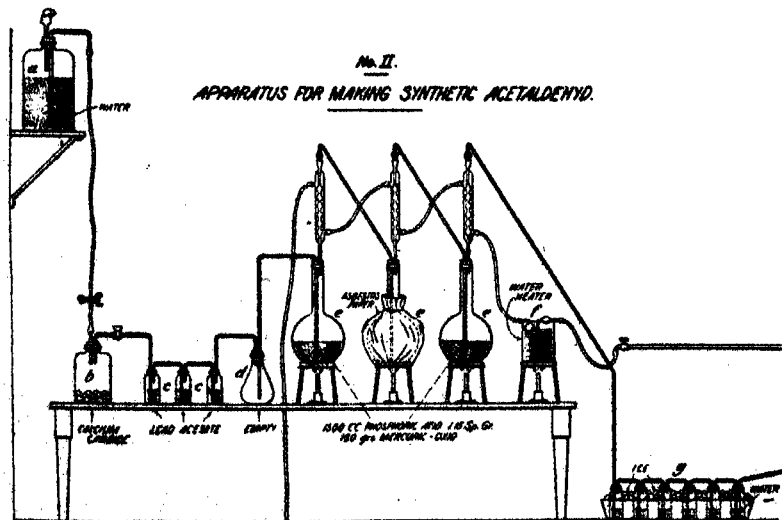 No. II.
APPARATUS FOR MAKING SYNTHETIC ACETALDEHYD.
a
WATER
ASBESTOS
PAPER
e
e
e
WATER
HEATER
f
b
c
c
d
CALCIUM
CARBIDE
LEAD ACETATE
EMPTY
1500 CC PHOSPHORIC ACID 1.15 Sp. Gr.
150 grs MERCURIC-OXID
ICE
g
WATER